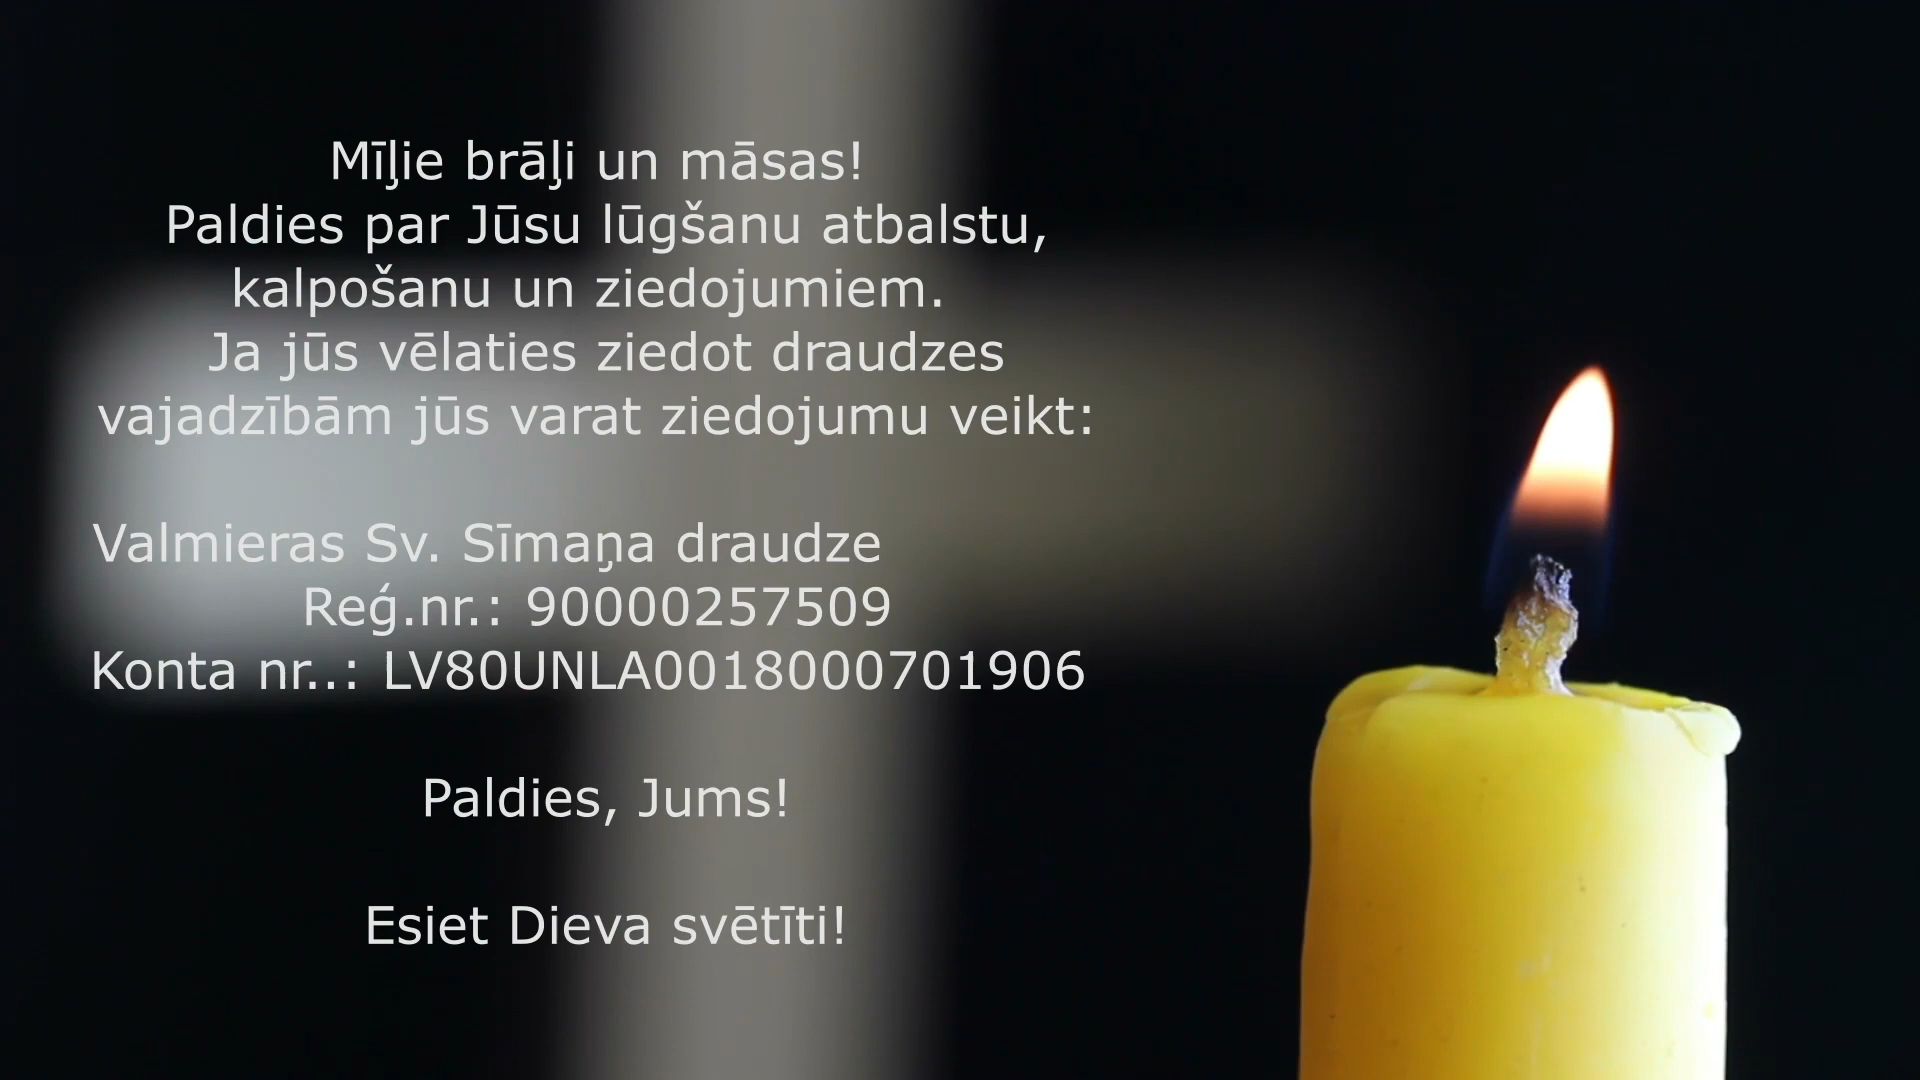 Mīļie brāļi un māsas!
Paldies par Jūsu lūgšanu atbalstu,
kalpošanu un ziedojumiem.
Ja jūs vēlaties ziedot draudzes
vajadzībām jūs varat ziedojumu veikt:
Valmieras Sv. Sīmaņa draudze
Reģ.nr.: 90000257509
Konta nr..: LV80UNLA0018000701906
Paldies, Jums!
Esiet Dieva svētīti!